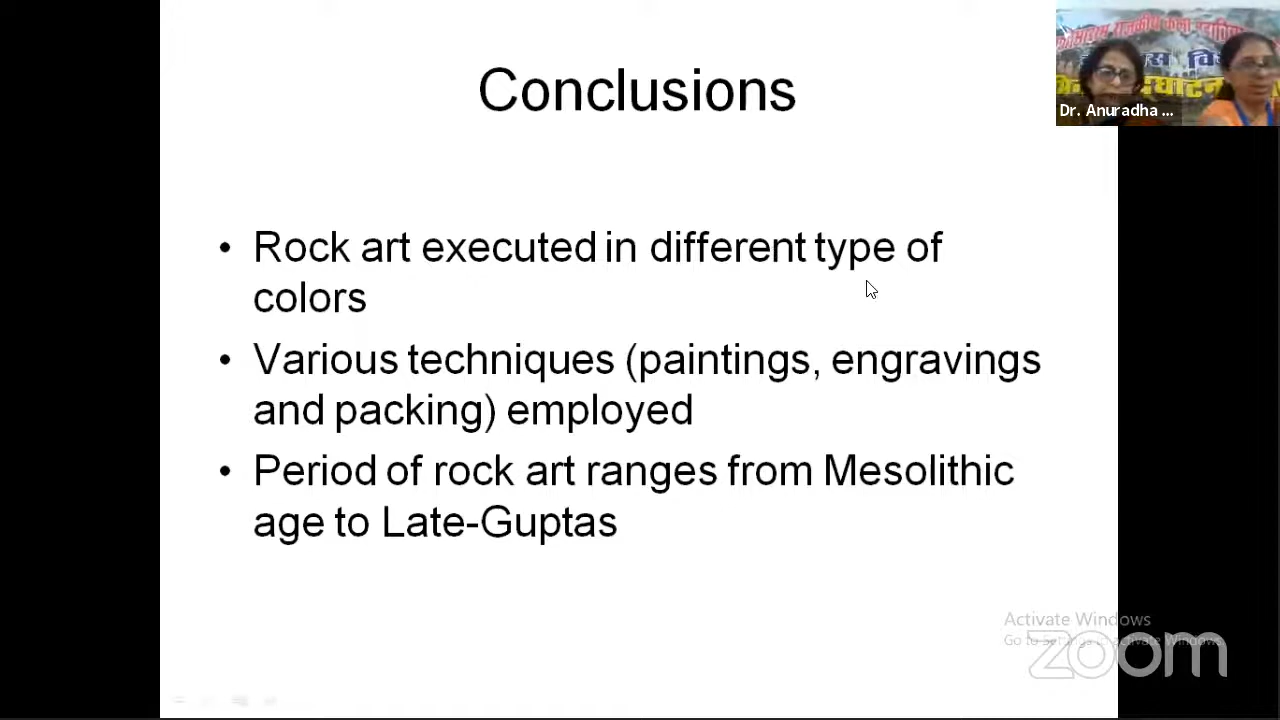 Conclusions
• Rock art executed in different type of
colors
• Various techniques (paintings, engravings
and packing) employed
• Period of rock art ranges from Mesolithic
age to Late-Guptas
राजकीय कला
Dr. Anuradha ...
Activate Windows
Go to Settings to activate Windows.
zoom